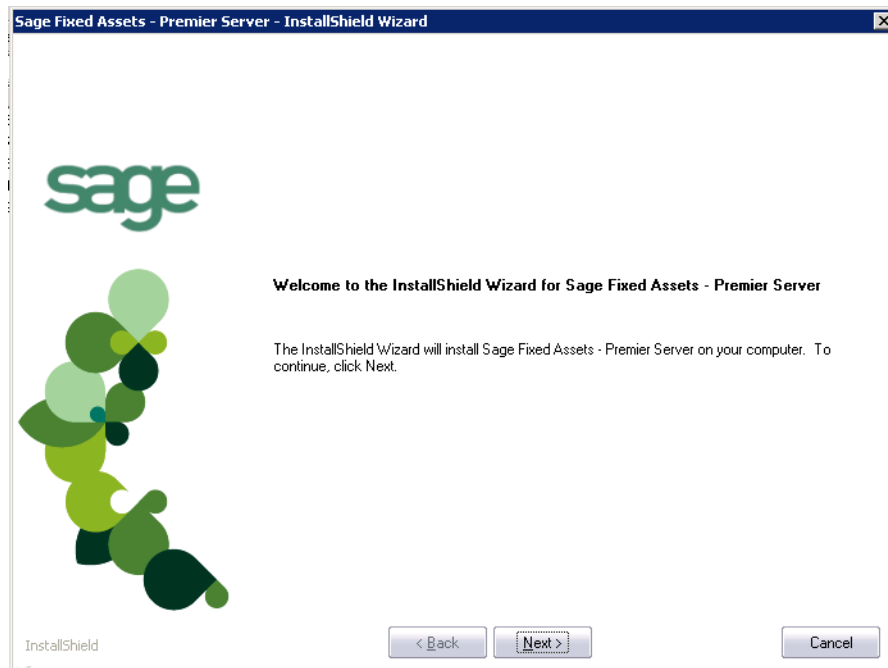 Sage Fixed Assets - Premier Server - InstallShield Wizard
sage
Welcome to the InstallShield Wizard for Sage Fixed Assets - Premier Server
The InstallShield Wizard will install Sage Fixed Assets - Premier Server on your computer. To
continue, click Next.
InstallShield
< Back
Next >
Cancel